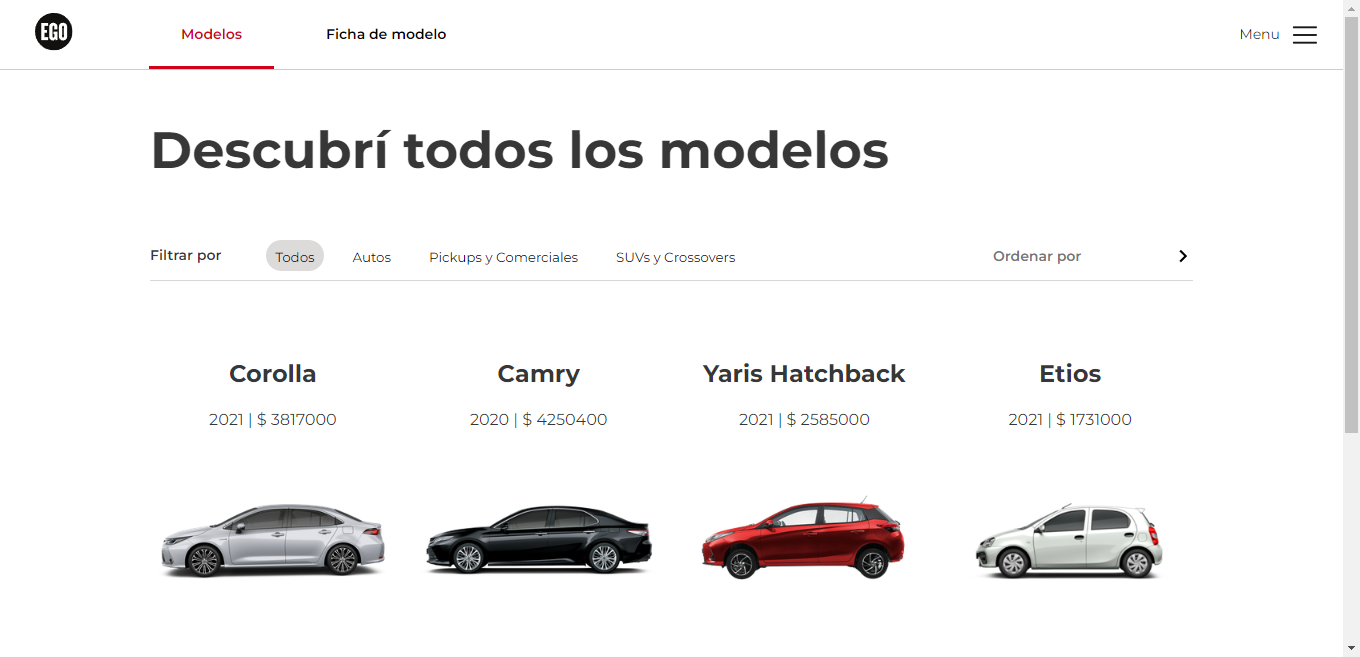 EGO Modelos Ficha de modelo Menu
Descubrí todos los modelos
Filtrar por Todos Autos Pickups y Comerciales SUVs y Crossovers Ordenar por
Corolla Camry Yaris Hatchback Etios
2021 | $ 3817000 2020 | $ 4250400 2021 | $ 2585000 2021 | $ 1731000